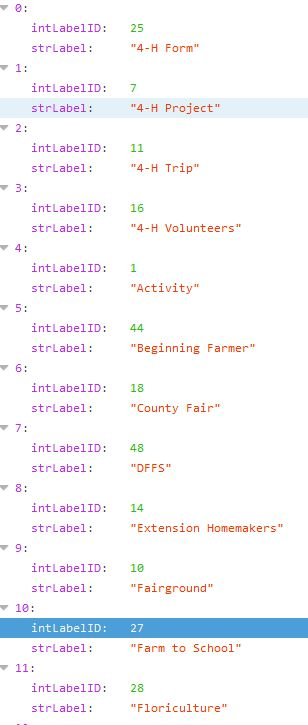 0:
intLabelID: 25
strLabel: "4-H Form"
1:
intLabelID: 7
strLabel: "4-H Project"
2:
intLabelID: 11
strLabel: "4-H Trip"
3:
intLabelID: 16
strLabel: "4-H Volunteers"
4:
intLabelID: 1
strLabel: "Activity"
5:
intLabelID: 44
strLabel: "Beginning Farmer"
6:
intLabelID: 18
strLabel: "County Fair"
7:
intLabelID: 48
strLabel: "DFFS"
8:
intLabelID: 14
strLabel: "Extension Homemakers"
9:
intLabelID: 10
strLabel: "Fairground"
10:
intLabelID: 27
strLabel: "Farm to School"
11:
intLabelID: 28
strLabel: "Floriculture"